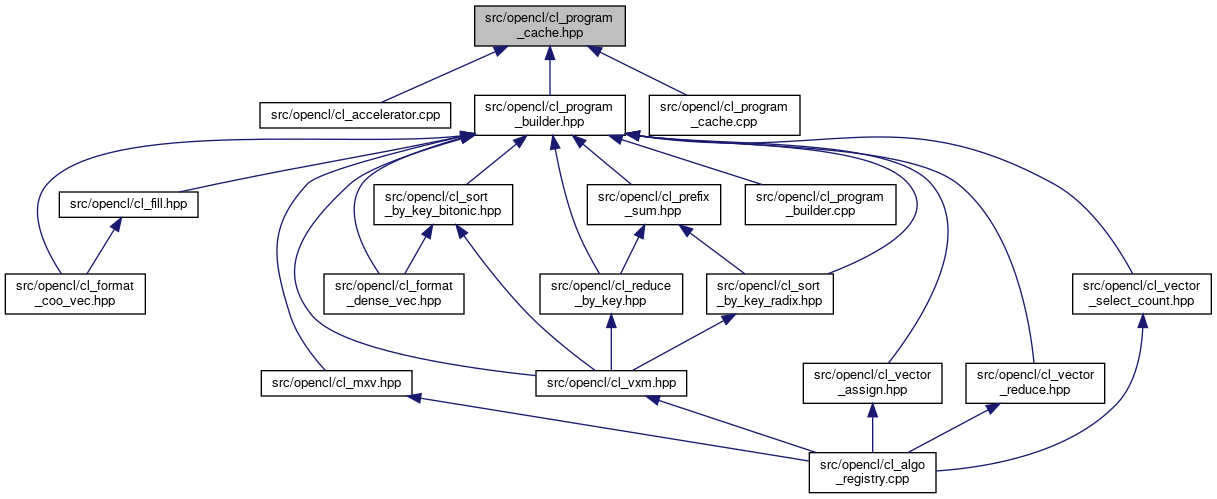 src/opencl/cl_program
_cache.hpp
src/opencl/cl_accelerator.cpp
src/opencl/cl_program
_builder.hpp
src/opencl/cl_program
_cache.cpp
src/opencl/cl_fill.hpp
src/opencl/cl_sort
_by_key_bitonic.hpp
src/opencl/cl_prefix
_sum.hpp
src/opencl/cl_program
_builder.cpp
src/opencl/cl_format
_coo_vec.hpp
src/opencl/cl_format
_dense_vec.hpp
src/opencl/cl_reduce
_by_key.hpp
src/opencl/cl_sort
_by_key_radix.hpp
src/opencl/cl_vector
_select_count.hpp
src/opencl/cl_mxv.hpp
src/opencl/cl_vxm.hpp
src/opencl/cl_vector
_assign.hpp
src/opencl/cl_vector
_reduce.hpp
src/opencl/cl_algo
_registry.cpp